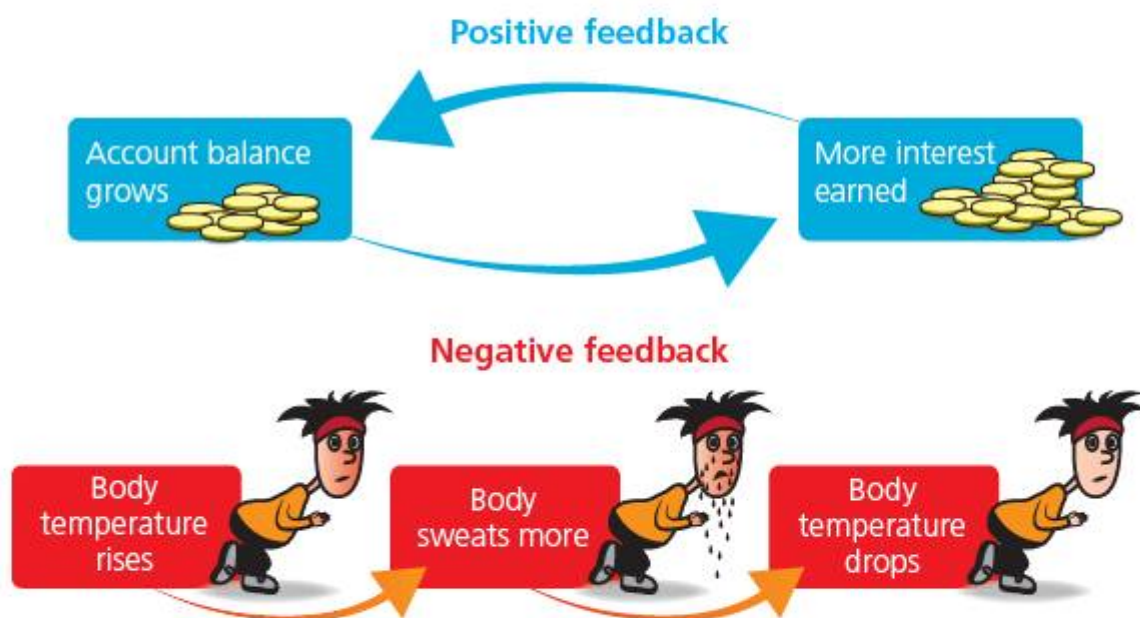 Positive feedback
Account balance
grows
More interest
earned
Negative feedback
Body
temperature
rises
Body
sweats more
Body
temperature
drops